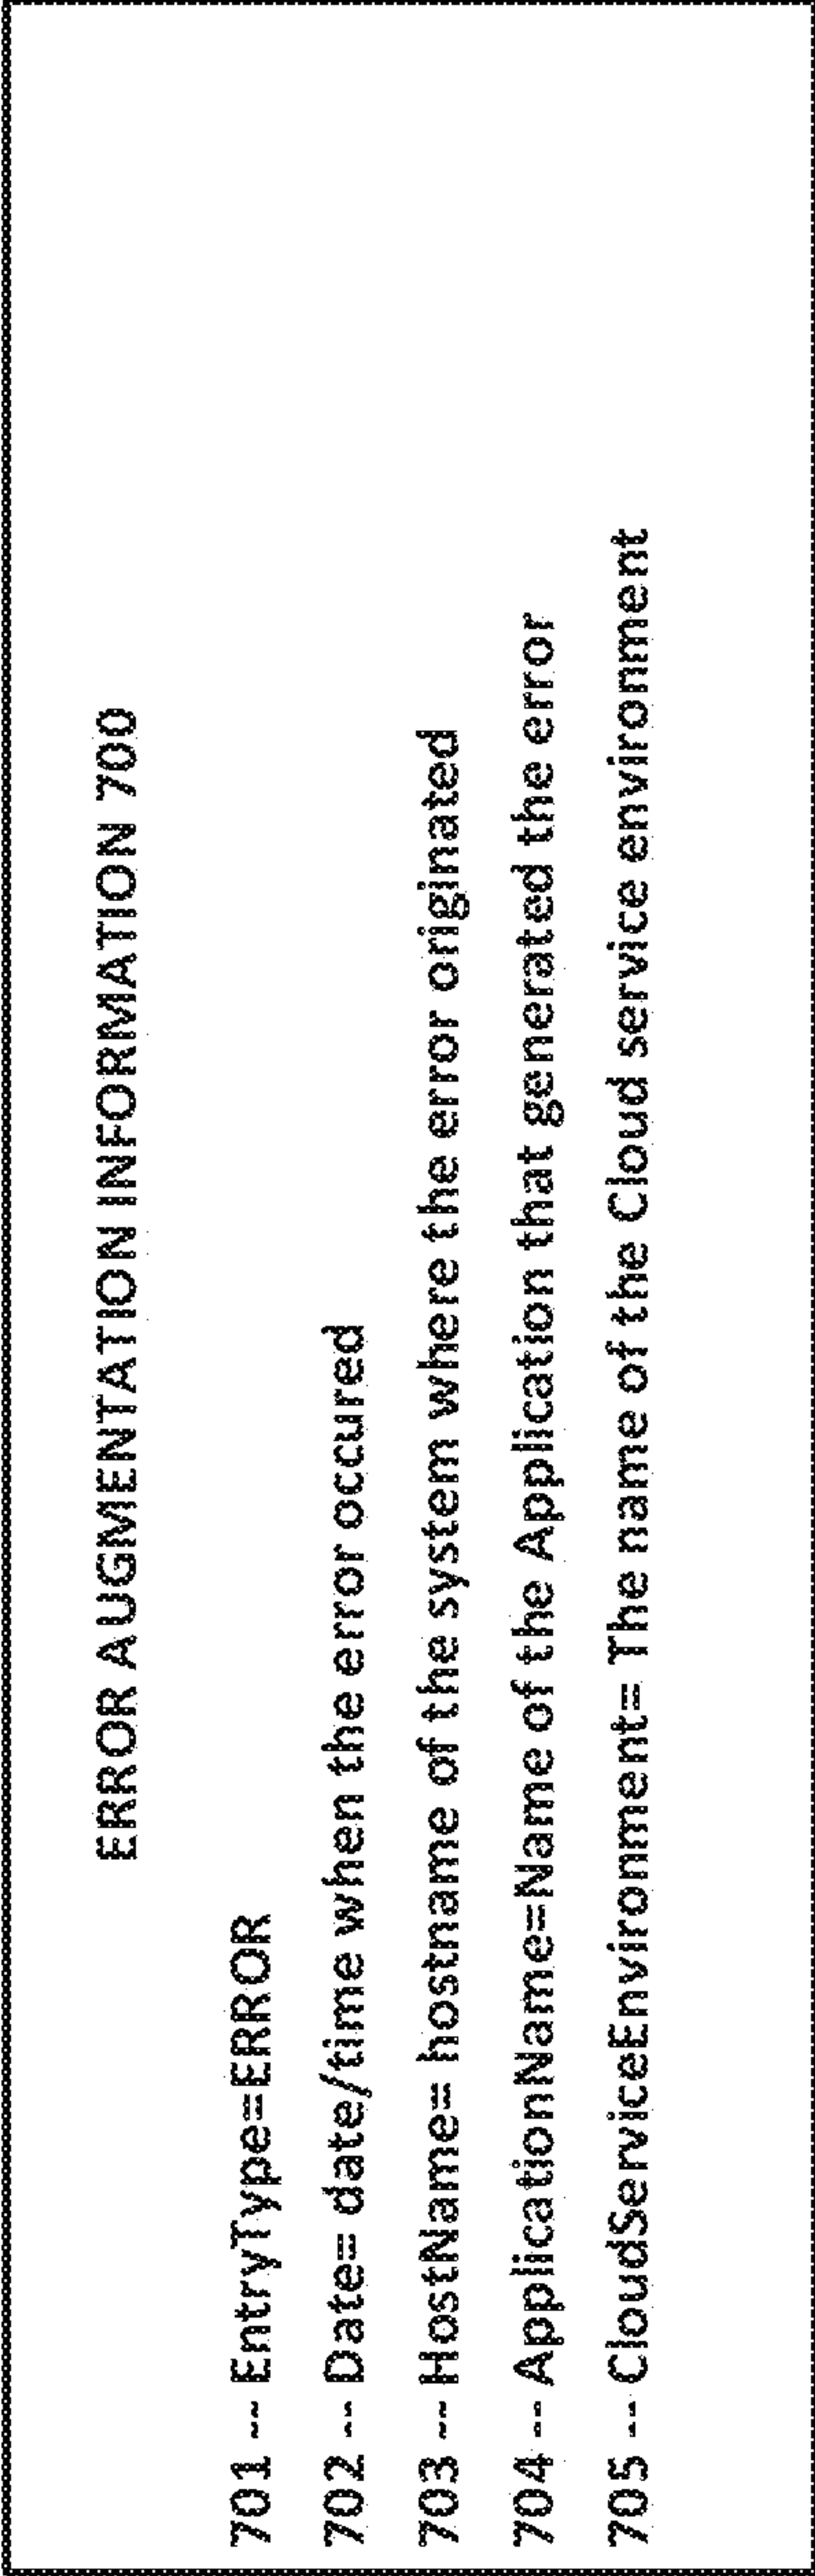 ERROR AUGMENTATION INFORMATION 700
701 -- EntryType=ERROR
702 -- Date= date/time when the error occured
703 -- HostName= hostname of the system where the error originated
704 -- ApplicationName=Name of the Application that generated the error
705 -- CloudServiceEnvironment= The name of the Cloud service environment